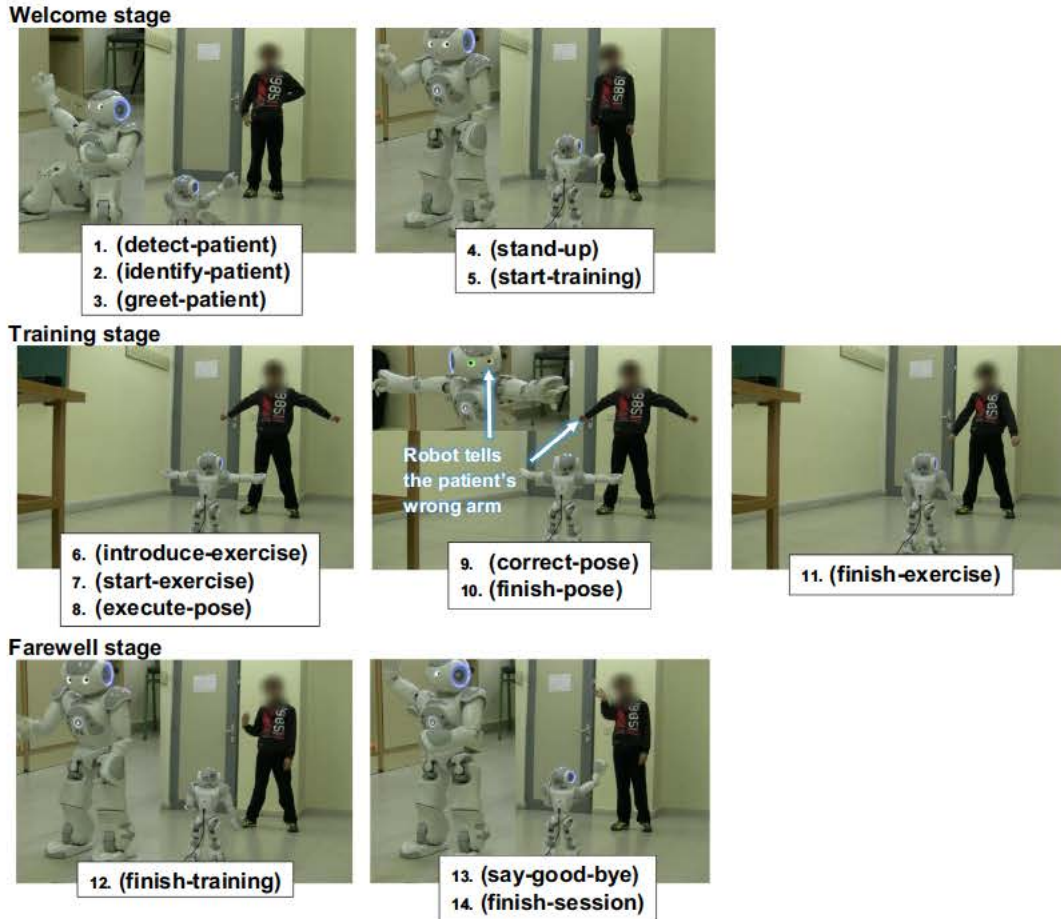 Welcome stage
1. (detect-patient)
2. (identify-patient)
3. (greet-patient)
4. (stand-up)
5. (start-training)
Training stage
Robot tells
the patient's
wrong arm
6. (introduce-exercise)
7. (start-exercise)
8. (execute-pose)
9. (correct-pose)
10. (finish-pose)
11. (finish-exercise)
Farewell stage
12. (finish-training)
13. (say-good-bye)
14. (finish-session)